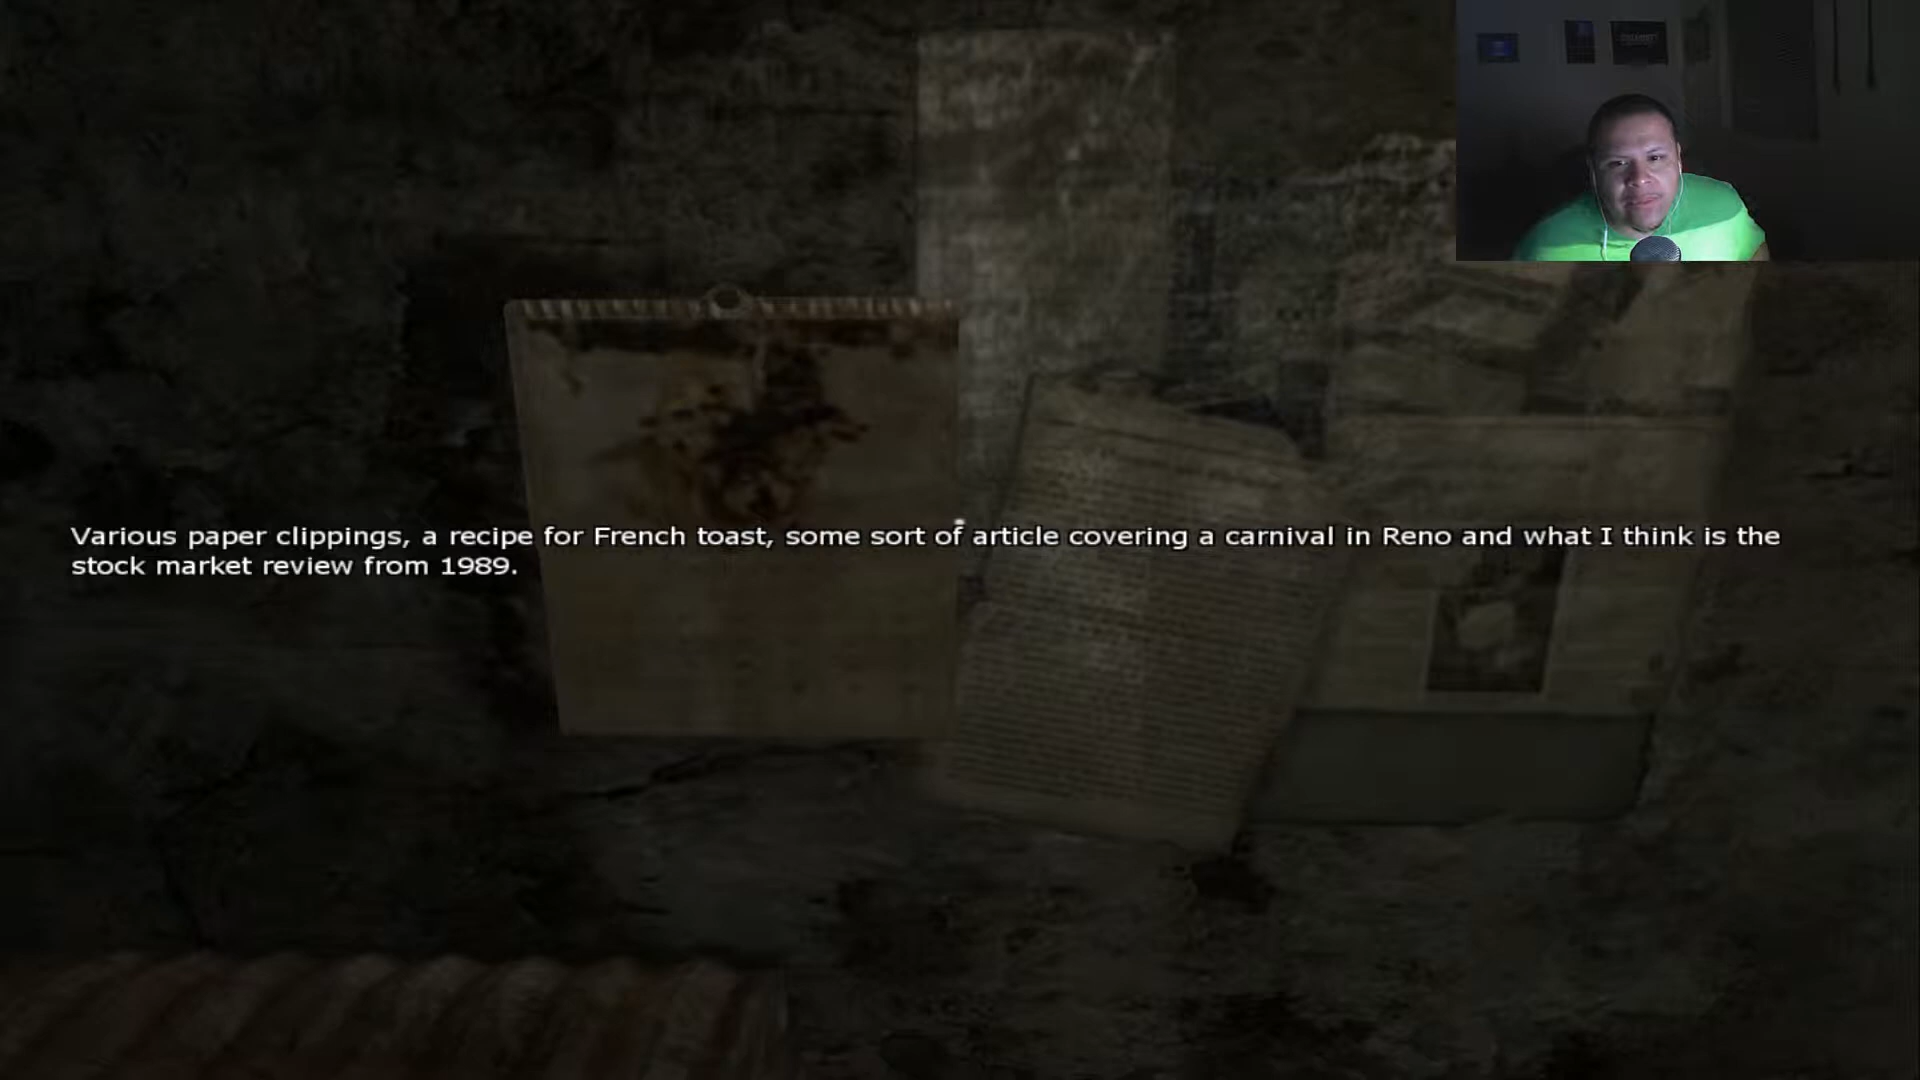 Various paper clippings, a recipe for French toast, some sort of article covering a carnival in Reno and what I think is the
stock market review from 1989.